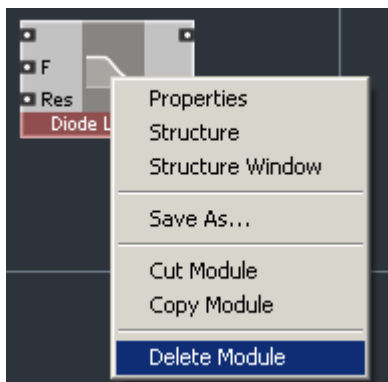 F
Res
Diode L
Properties
Structure
Structure Window
Save As...
Cut Module
Copy Module
Delete Module